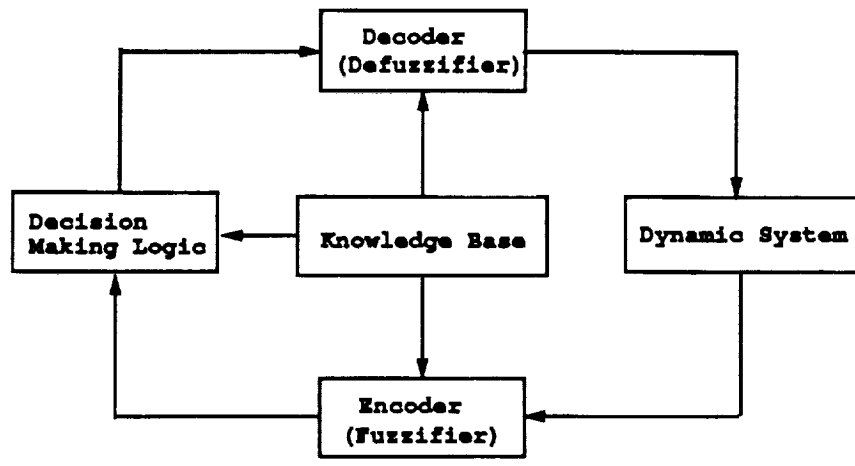 Decoder
(Defuzzifier)
Decision
Making Logic
Knowledge Base
Dynamic System
Encoder
(Fuzzifier)